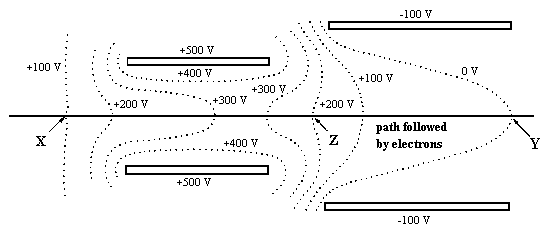 -100 V
+500 V
+100 V
+400 V
0 V
+100 V
+300 V
+200 V
+300 V
+200 V
X
Z
path followed
by electrons
Y
+400 V
+500 V
-100 V